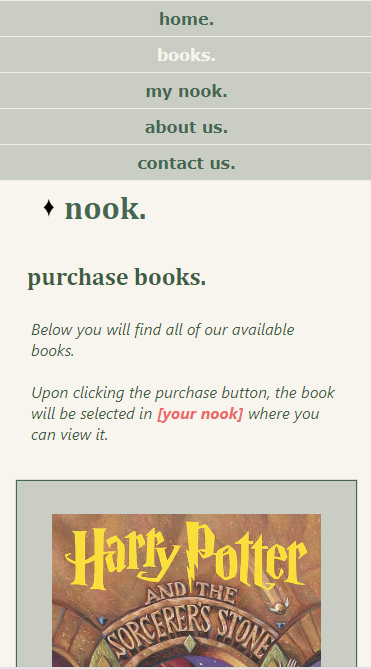 home.
books.
my nook.
about us.
contact us.
nook.
purchase books.
Below you will find all of our available
books.
Upon clicking the purchase button, the book
will be selected in [your nook] where you
can view it.
Harry Potter
AND THE
SORCERER'S STONE